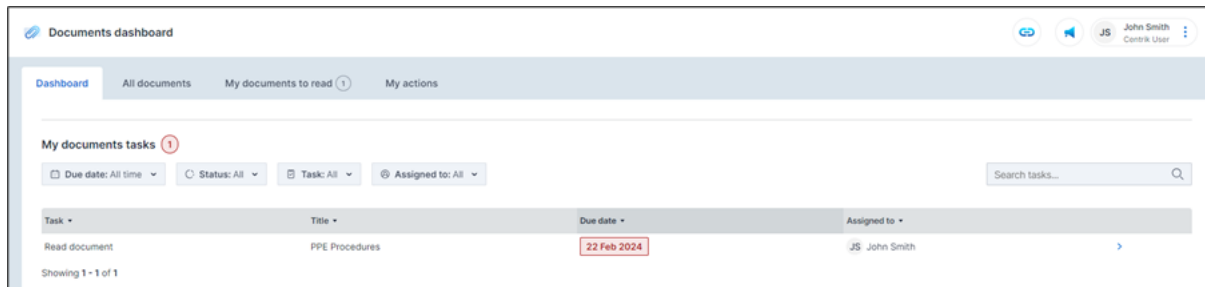 Documents dashboard
JS John Smith
Centrik User
Dashboard All documents My documents to read 1 My actions
My documents tasks 1
Due date: All time Status: All Task: All Assigned to: All Search tasks...
Task Title Due date Assigned to
Read document PPE Procedures 22 Feb 2024 JS John Smith
Showing 1 - 1 of 1